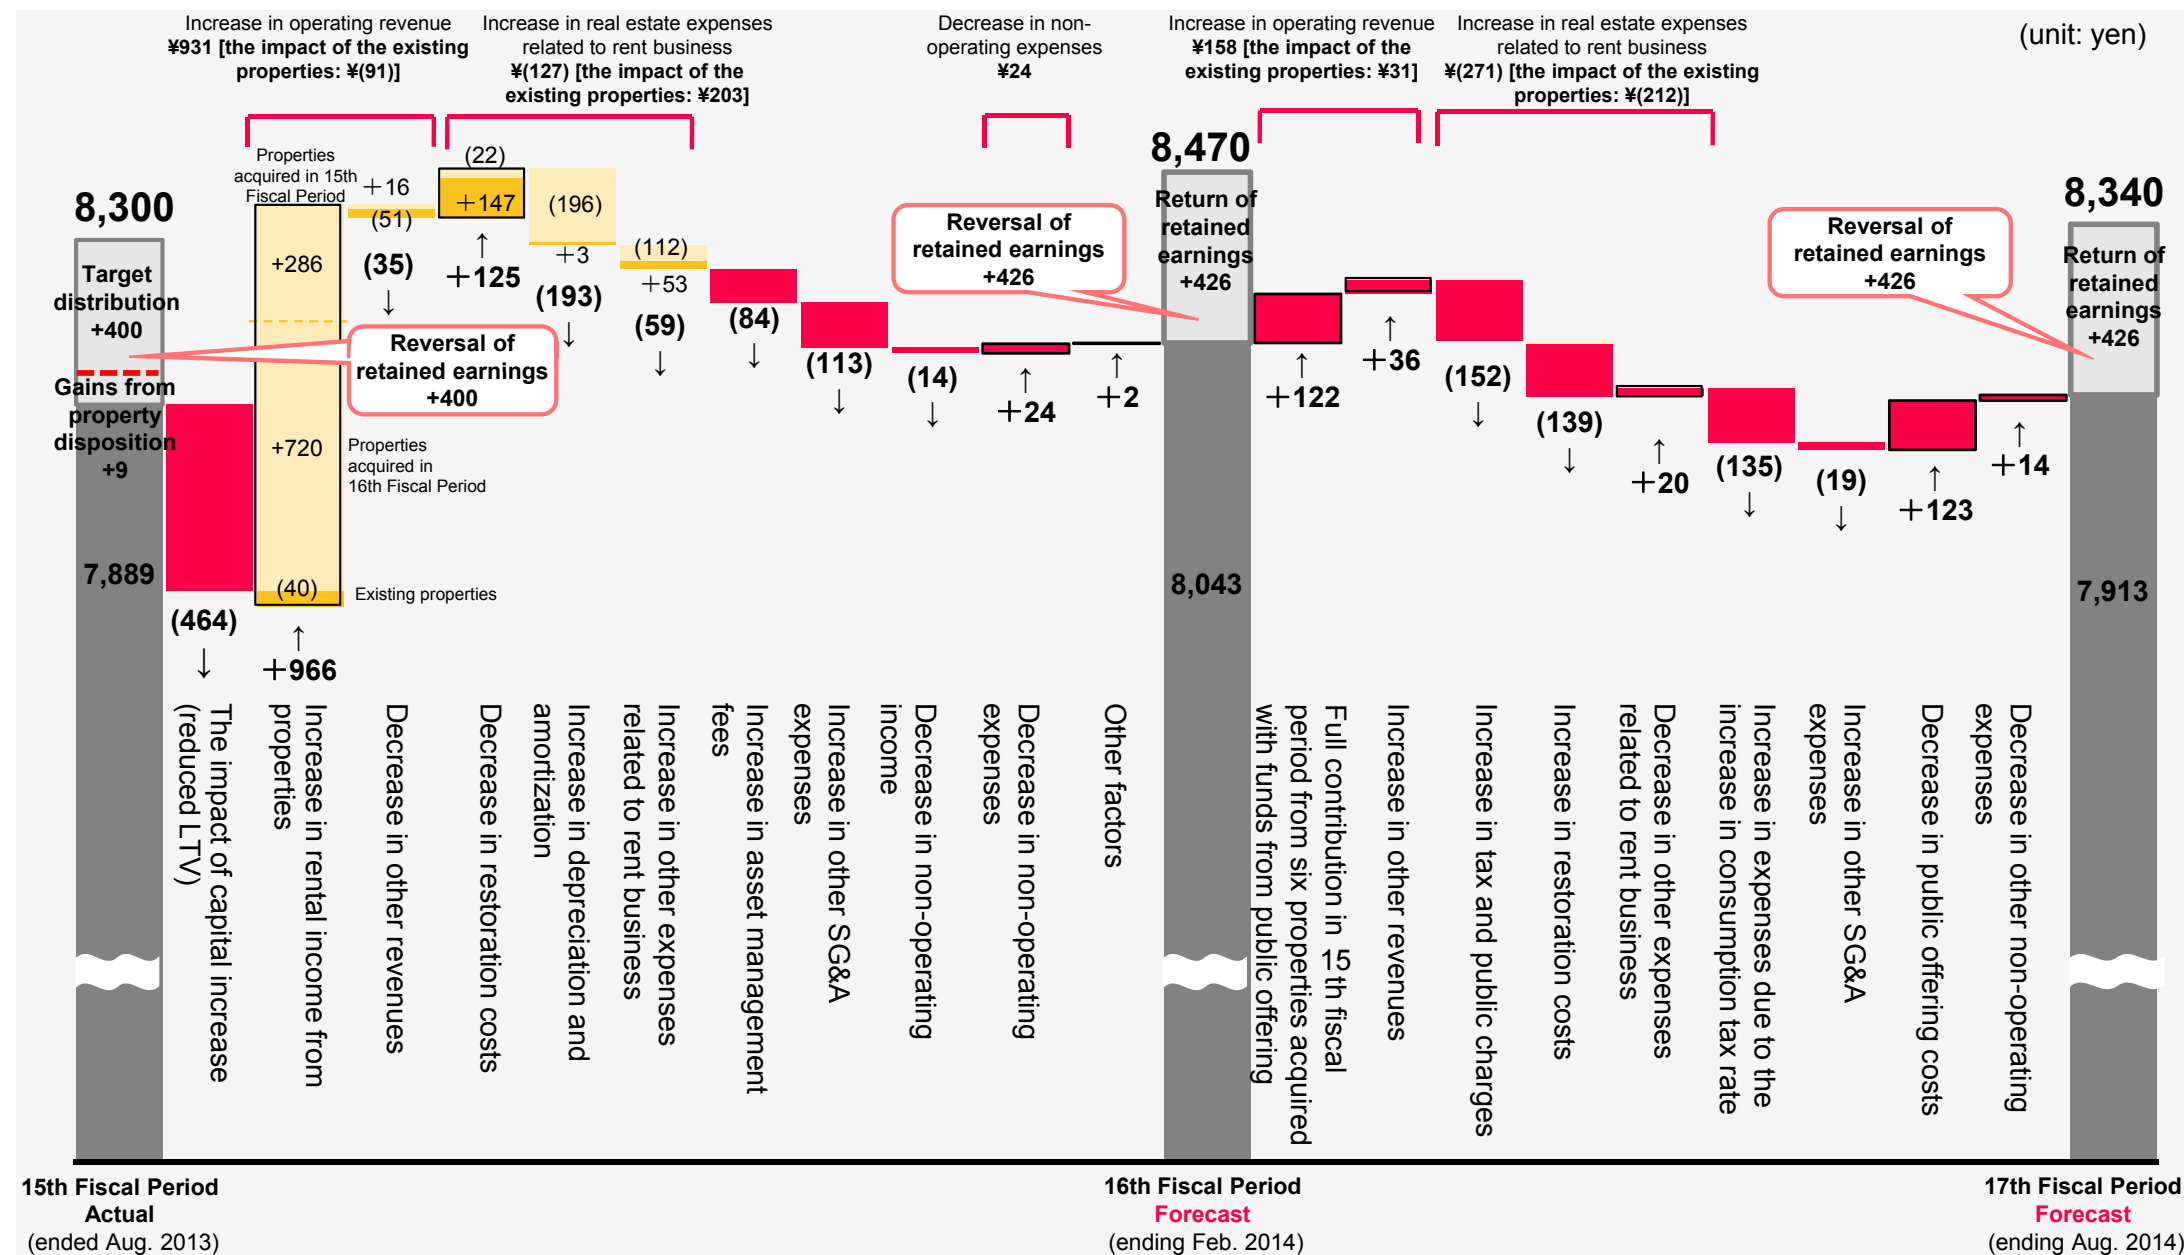 Increase in operating revenue
¥931 [the impact of the existing
properties: ¥(91)]
Increase in real estate expenses
related to rent business
¥(127) [the impact of the
existing properties: ¥203]
Decrease in non-
operating expenses
¥24
Increase in operating revenue
¥158 [the impact of the
existing properties: ¥31]
Increase in real estate expenses
related to rent business
¥(271) [the impact of the existing
properties: ¥(212)]
(unit: yen)
8,300
Target
distribution
+400
Gains from
property
disposition
+9
7,889
Reversal of
retained earnings
+400
(464)
↓
Properties
acquired in 15th
Fiscal Period
+286
+720
Properties
acquired in
16th Fiscal Period
(40)
Existing properties
↑
+966
+16
(51)
(35)
↓
(22)
+147
↑
+125
(196)
+3
(193)
↓
(112)
+53
(59)
↓
(84)
↓
(113)
↓
(14)
↓
↑
+24
↑
+2
Reversal of
retained earnings
+426
8,470
Return of
retained
earnings
+426
8,043
↑
+122
↑
+36
(152)
↓
(139)
↓
↑
+20
(135)
↓
(19)
↓
↑
+123
↑
+14
Reversal of
retained earnings
+426
8,340
Return of
retained
earnings
+426
7,913
The impact of capital increase
(reduced LTV)
Increase in rental income from
properties
Decrease in other revenues
Decrease in restoration costs
Increase in depreciation and
amortization
Increase in other expenses
related to rent business
Increase in asset management
fees
Increase in other SG&A
expenses
Decrease in non-operating
income
Decrease in non-operating
expenses
Other factors
Full contribution in 15th fiscal
period from six properties acquired
with funds from public offering
Increase in other revenues
Increase in tax and public charges
Increase in restoration costs
Decrease in other expenses
related to rent business
Increase in expenses due to the
increase in consumption tax rate
Increase in other SG&A
expenses
Decrease in public offering costs
Decrease in other non-operating
expenses
15th Fiscal Period
Actual
(ended Aug. 2013)
16th Fiscal Period
Forecast
(ending Feb. 2014)
17th Fiscal Period
Forecast
(ending Aug. 2014)